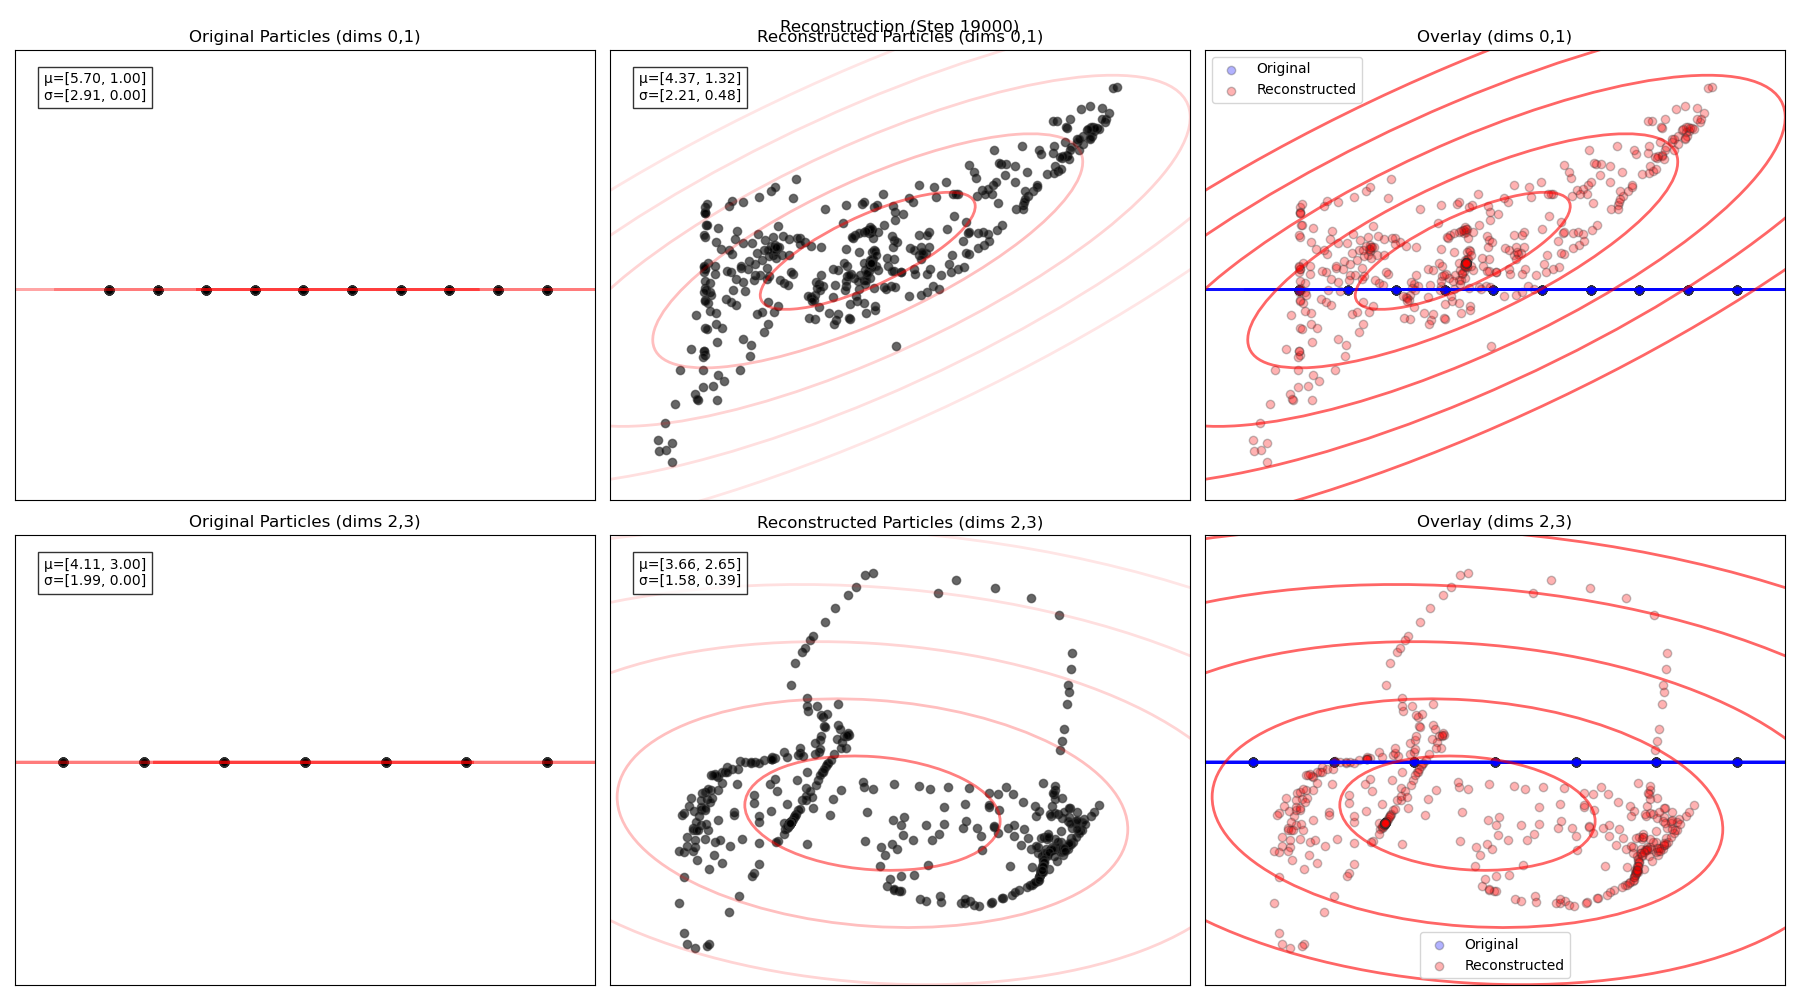 Reconstruction (Step 19000)
Original Particles (dims 0,1)
Reconstructed Particles (dims 0,1)
Overlay (dims 0,1)
μ=[5.70, 1.00]
σ=[2.91, 0.00]
μ=[4.37, 1.32]
σ=[2.21, 0.48]
Original
Reconstructed
Original Particles (dims 2,3)
Reconstructed Particles (dims 2,3)
Overlay (dims 2,3)
μ=[4.11, 3.00]
σ=[1.99, 0.00]
μ=[3.66, 2.65]
σ=[1.58, 0.39]
Original
Reconstructed